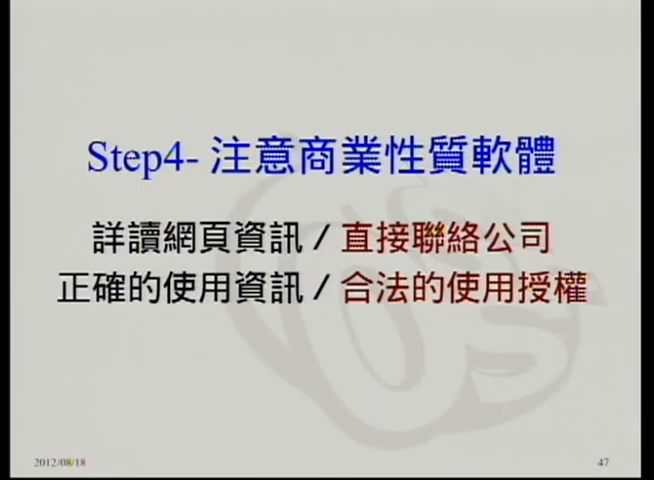 Step4- 注意商業性質軟體
詳讀網頁資訊 / 直接聯絡公司
正確的使用資訊 / 合法的使用授權
2012/08/18
47